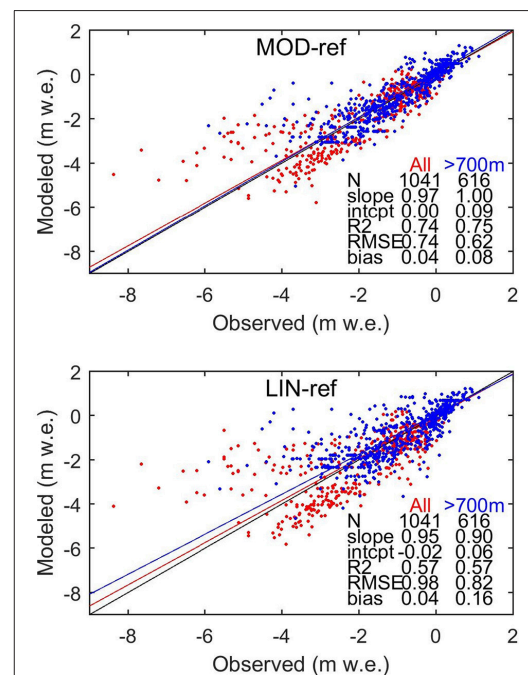 2
MOD-ref
0
-2
Modeled (m w.e.)
-4
All >700m
N 1041 616
slope 0.97 1.00
-6
intcpt 0.00 0.09
R2 0.74 0.75
RMSE 0.74 0.62
-8
bias 0.04 0.08
-8 -6 -4 -2 0 2
Observed (m w.e.)
2
LIN-ref
0
-2
Modeled (m w.e.)
-4
All >700m
N 1041 616
slope 0.95 0.90
-6
intcpt -0.02 0.06
R2 0.57 0.57
RMSE 0.98 0.82
-8
bias 0.04 0.16
-8 -6 -4 -2 0 2
Observed (m w.e.)